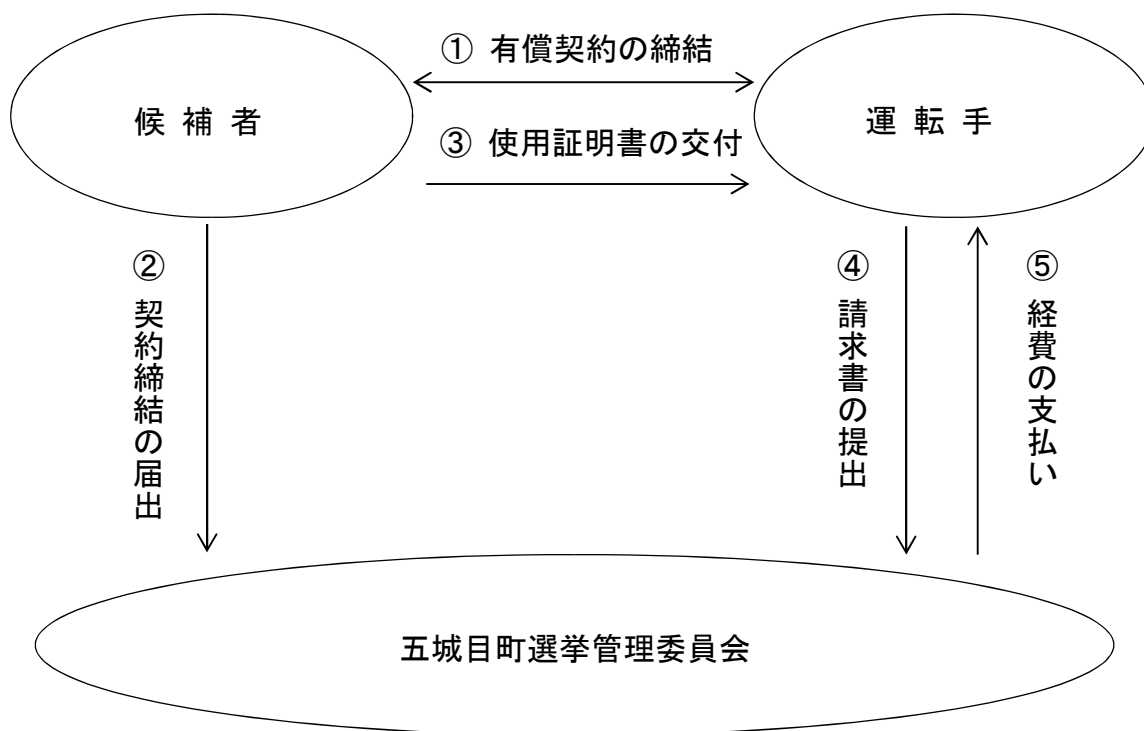 ① 有償契約の締結
候 補 者
運 転 手
③ 使用証明書の交付
② 契約締結の届出
④ 請求書の提出
⑤ 経費の支払い
五城目町選挙管理委員会